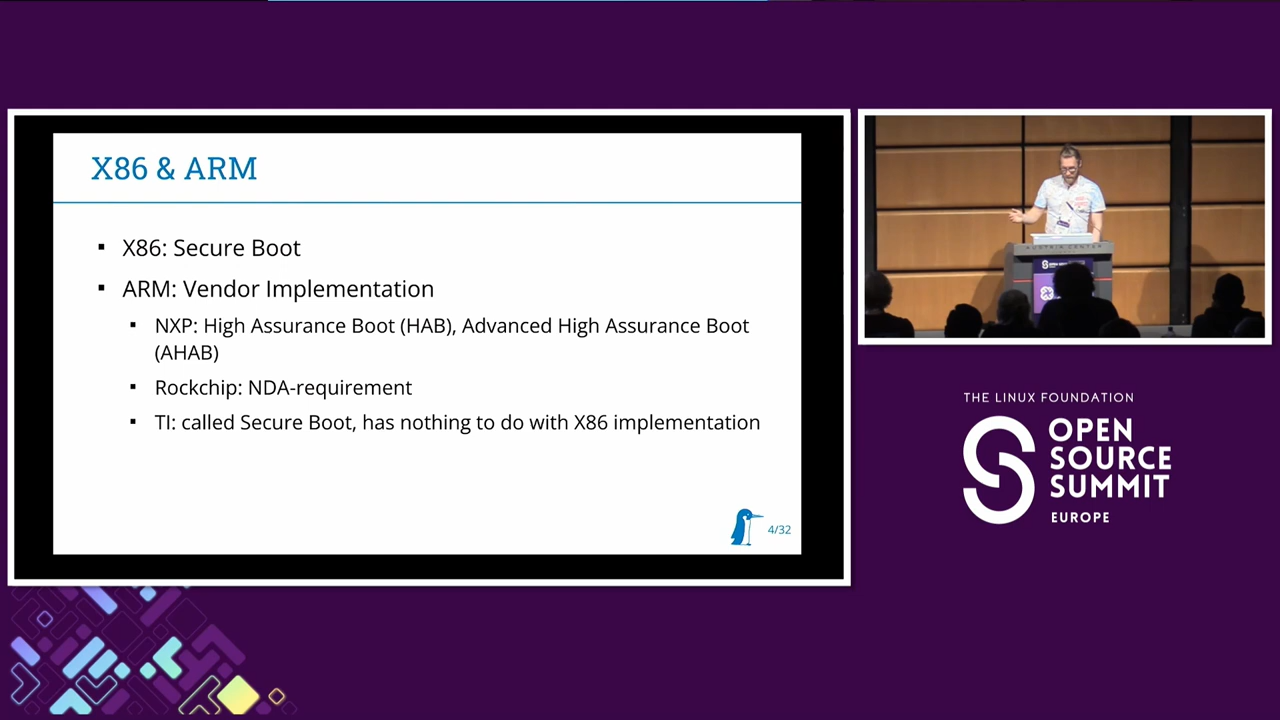 X86 & ARM
▪ X86: Secure Boot
▪ ARM: Vendor Implementation
▪ NXP: High Assurance Boot (HAB), Advanced High Assurance Boot
(AHAB)
▪ Rockchip: NDA-requirement
▪ TI: called Secure Boot, has nothing to do with X86 implementation
4/32
AUSTRIA CENTER
THE LINUX FOUNDATION
OPEN
SOURCE
SUMMIT
EUROPE